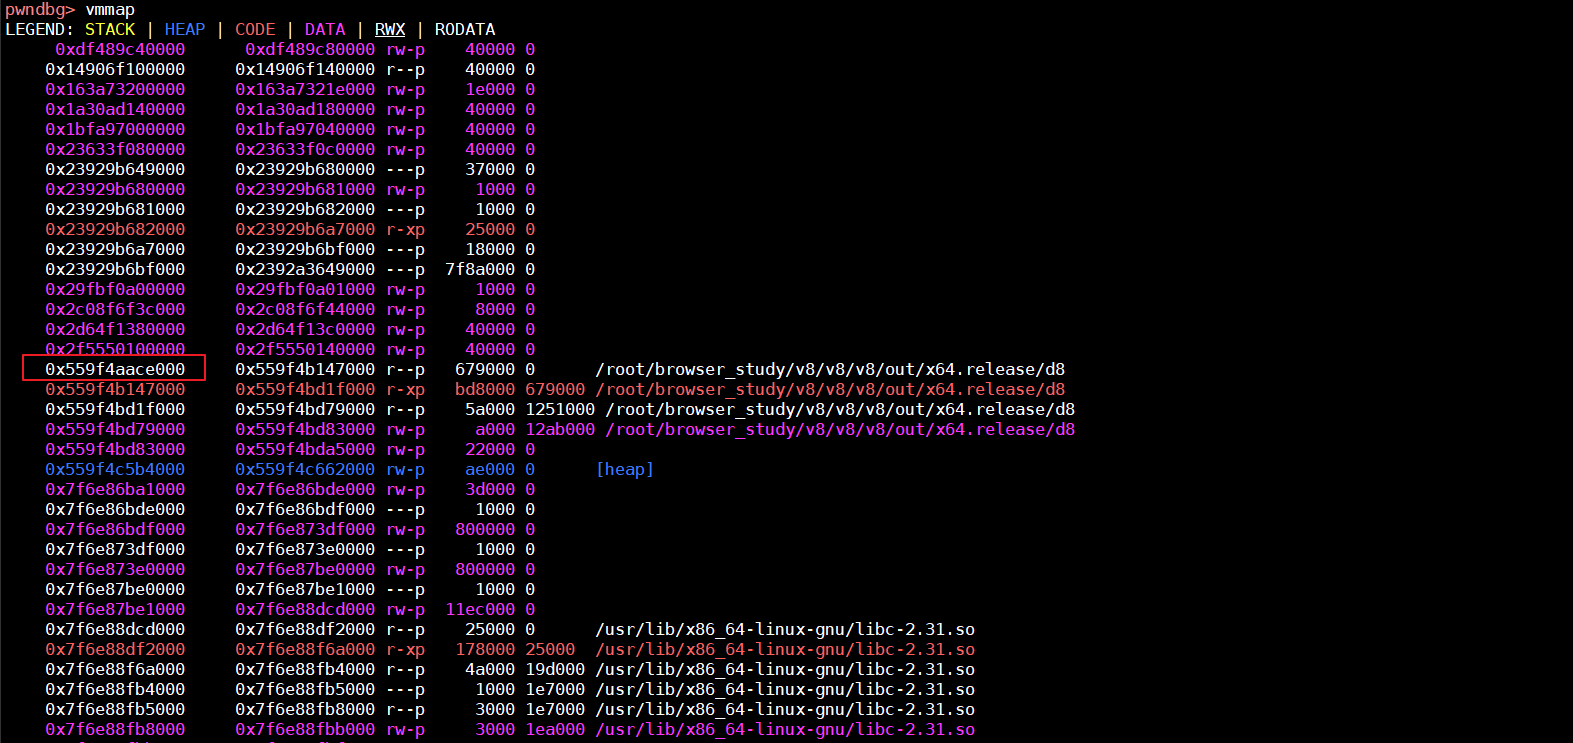 pwndbg> vmmap
LEGEND: STACK | HEAP | CODE | DATA | RWX | RODATA
0xdf489c40000 0xdf489c80000 rw-p 40000 0
0x14906f100000 0x14906f140000 r--p 40000 0
0x163a73200000 0x163a7321e000 rw-p 1e000 0
0x1a30ad140000 0x1a30ad180000 rw-p 40000 0
0x1bfa97000000 0x1bfa97040000 rw-p 40000 0
0x23633f080000 0x23633f0c0000 rw-p 40000 0
0x23929b649000 0x23929b680000 ---p 37000 0
0x23929b680000 0x23929b681000 rw-p 1000 0
0x23929b681000 0x23929b682000 ---p 1000 0
0x23929b682000 0x23929b6a7000 r-xp 25000 0
0x23929b6a7000 0x23929b6bf000 ---p 18000 0
0x23929b6bf000 0x2392a3649000 ---p 7f8a000 0
0x29fbf0a00000 0x29fbf0a01000 rw-p 1000 0
0x2c08f6f3c000 0x2c08f6f44000 rw-p 8000 0
0x2d64f1380000 0x2d64f13c0000 rw-p 40000 0
0x2f5550100000 0x2f5550140000 rw-p 40000 0
0x559f4aace000 0x559f4b147000 r--p 679000 0 /root/browser_study/v8/v8/v8/out/x64.release/d8
0x559f4b147000 0x559f4bd1f000 r-xp bd8000 679000 /root/browser_study/v8/v8/v8/out/x64.release/d8
0x559f4bd1f000 0x559f4bd79000 r--p 5a000 1251000 /root/browser_study/v8/v8/v8/out/x64.release/d8
0x559f4bd79000 0x559f4bd83000 rw-p a000 12ab000 /root/browser_study/v8/v8/v8/out/x64.release/d8
0x559f4bd83000 0x559f4bda5000 rw-p 22000 0
0x559f4c5b4000 0x559f4c662000 rw-p ae000 0 [heap]
0x7f6e86ba1000 0x7f6e86bde000 rw-p 3d000 0
0x7f6e86bde000 0x7f6e86bdf000 ---p 1000 0
0x7f6e86bdf000 0x7f6e873df000 rw-p 800000 0
0x7f6e873df000 0x7f6e873e0000 ---p 1000 0
0x7f6e873e0000 0x7f6e87be0000 rw-p 800000 0
0x7f6e87be0000 0x7f6e87be1000 ---p 1000 0
0x7f6e87be1000 0x7f6e88dcd000 rw-p 11ec000 0
0x7f6e88dcd000 0x7f6e88df2000 r--p 25000 0 /usr/lib/x86_64-linux-gnu/libc-2.31.so
0x7f6e88df2000 0x7f6e88f6a000 r-xp 178000 25000 /usr/lib/x86_64-linux-gnu/libc-2.31.so
0x7f6e88f6a000 0x7f6e88fb4000 r--p 4a000 19d000 /usr/lib/x86_64-linux-gnu/libc-2.31.so
0x7f6e88fb4000 0x7f6e88fb5000 ---p 1000 1e7000 /usr/lib/x86_64-linux-gnu/libc-2.31.so
0x7f6e88fb5000 0x7f6e88fb8000 r--p 3000 1e7000 /usr/lib/x86_64-linux-gnu/libc-2.31.so
0x7f6e88fb8000 0x7f6e88fbb000 rw-p 3000 1ea000 /usr/lib/x86_64-linux-gnu/libc-2.31.so